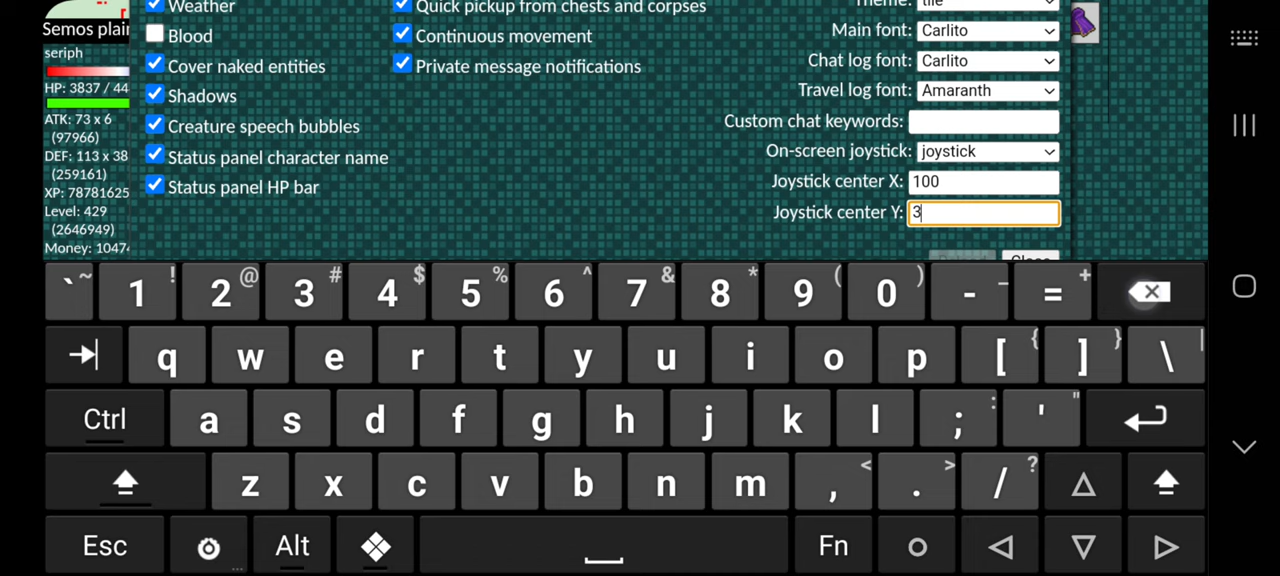 Semos plai
seriph
HP: 3837 / 44
ATK: 73 x 6
(97966)
DEF: 113 x 38
(259161)
XP: 78781625
Level: 429
(2646949)
Money: 1047
Weather
Blood
Cover naked entities
Shadows
Creature speech bubbles
Status panel character name
Status panel HP bar
Quick pickup from chests and corpses
Continuous movement
Private message notifications
Theme: tile
Main font: Carlito
Chat log font: Carlito
Travel log font: Amaranth
Custom chat keywords:
On-screen joystick: joystick
Joystick center X: 100
Joystick center Y: 3
Close
` ~ 1 ! 2 @ 3 # 4 $ 5 % 6 ^ 7 & 8 * 9 ( 0 ) - _ = +
q w e r t y u i o p [ { ] } \ |
Ctrl a s d f g h j k l ; : ' "
z x c v b n m , < . > / ?
Esc ... Alt Fn